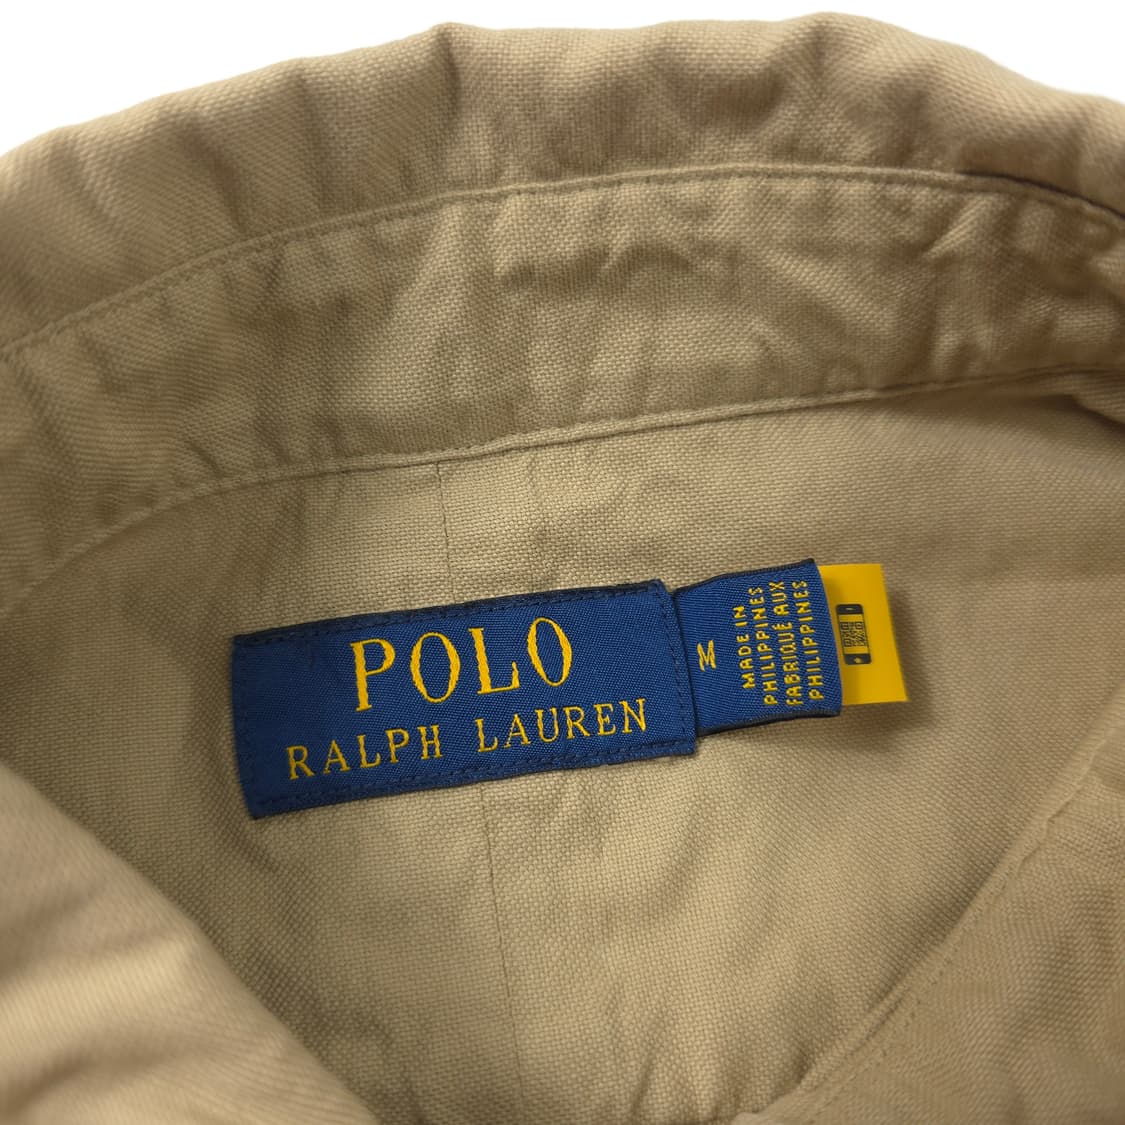 POLO
RALPH LAUREN
M
MADE IN
PHILIPPINES
FABRIQUÉ AUX
PHILIPPINES